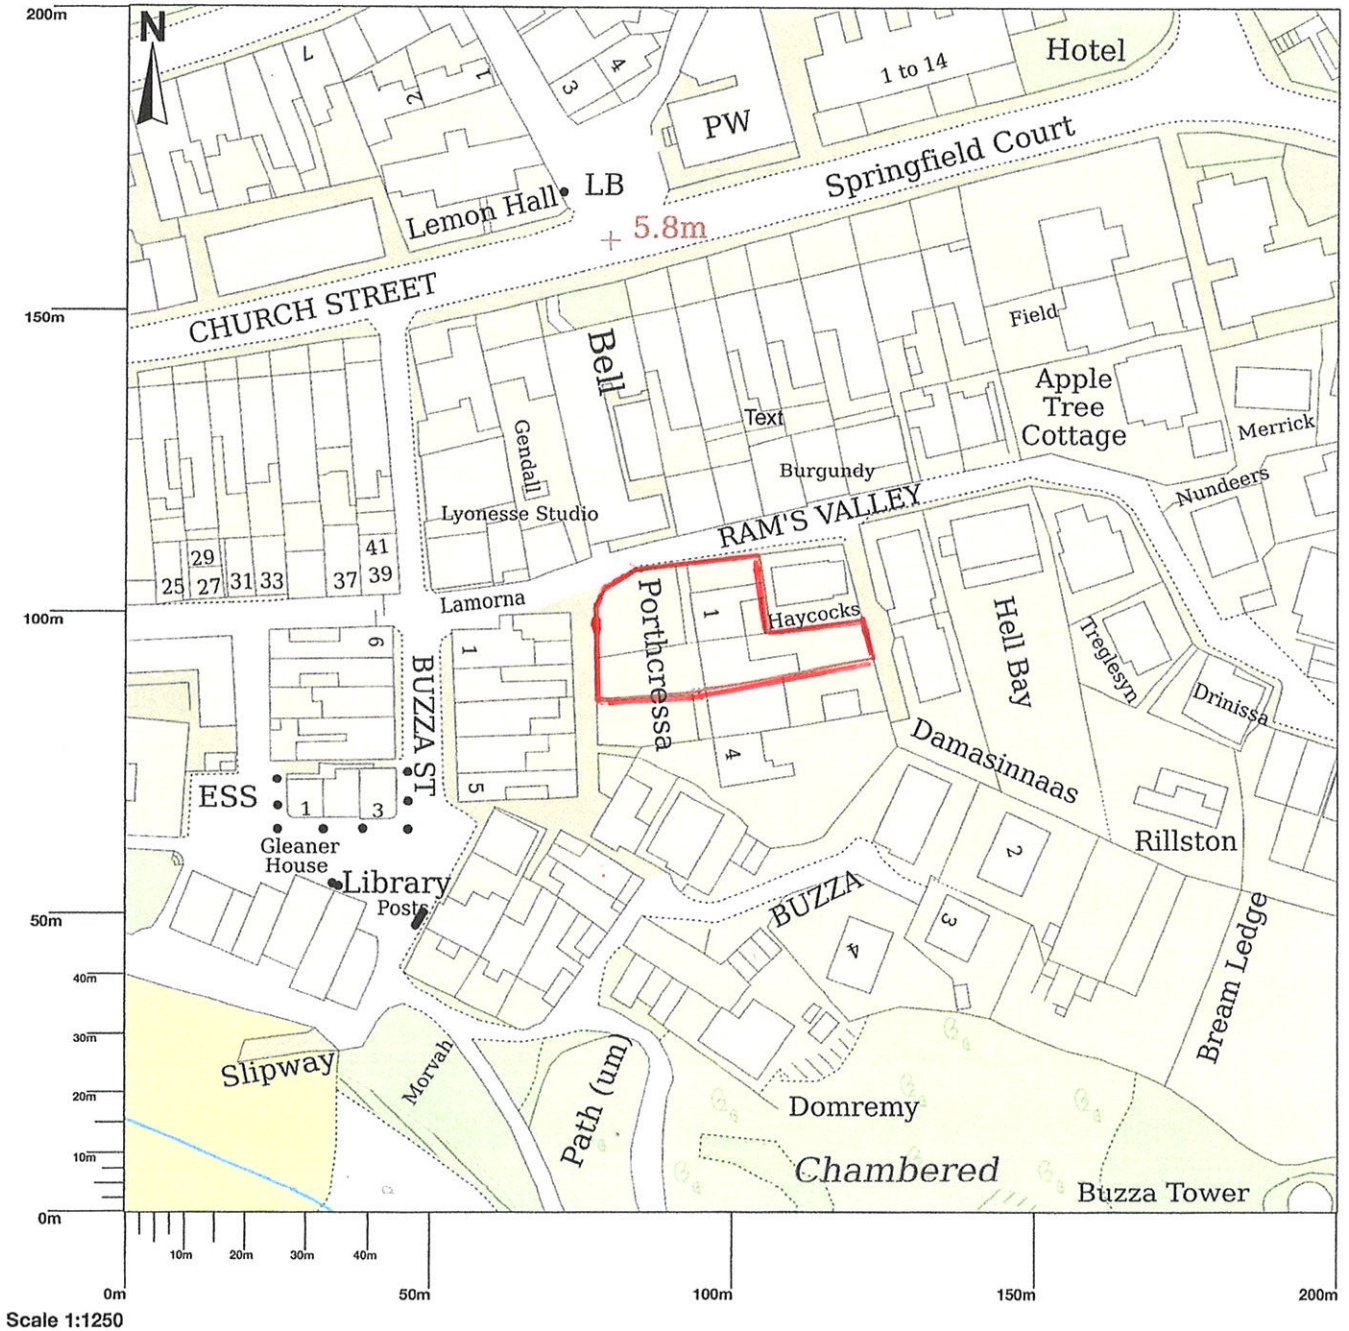 200m
N
7
2
1
3
4
1 to 14
Hotel
PW
Springfield Court
LB
Lemon Hall
5.8m
CHURCH STREET
150m
Bell
Field
Apple
Tree
Cottage
Merrick
Text
Gendall
Burgundy
Nundeers
Lyonesse Studio
RAM'S VALLEY
29
41
25
27
31
33
37
39
Lamorna
100m
Porthcressa
1
Haycocks
Hell Bay
Treglesyn
Drinissa
6
BUZZA ST
1
4
5
Damasinnaas
ESS
1
3
Gleaner
House
Library
Posts
2
Rillston
BUZZA
3
4
50m
40m
30m
20m
10m
0m
Bream Ledge
Slipway
Morvah
Path (um)
Domremy
Chambered
Buzza Tower
10m
20m
30m
40m
0m
50m
100m
150m
200m
Scale 1:1250